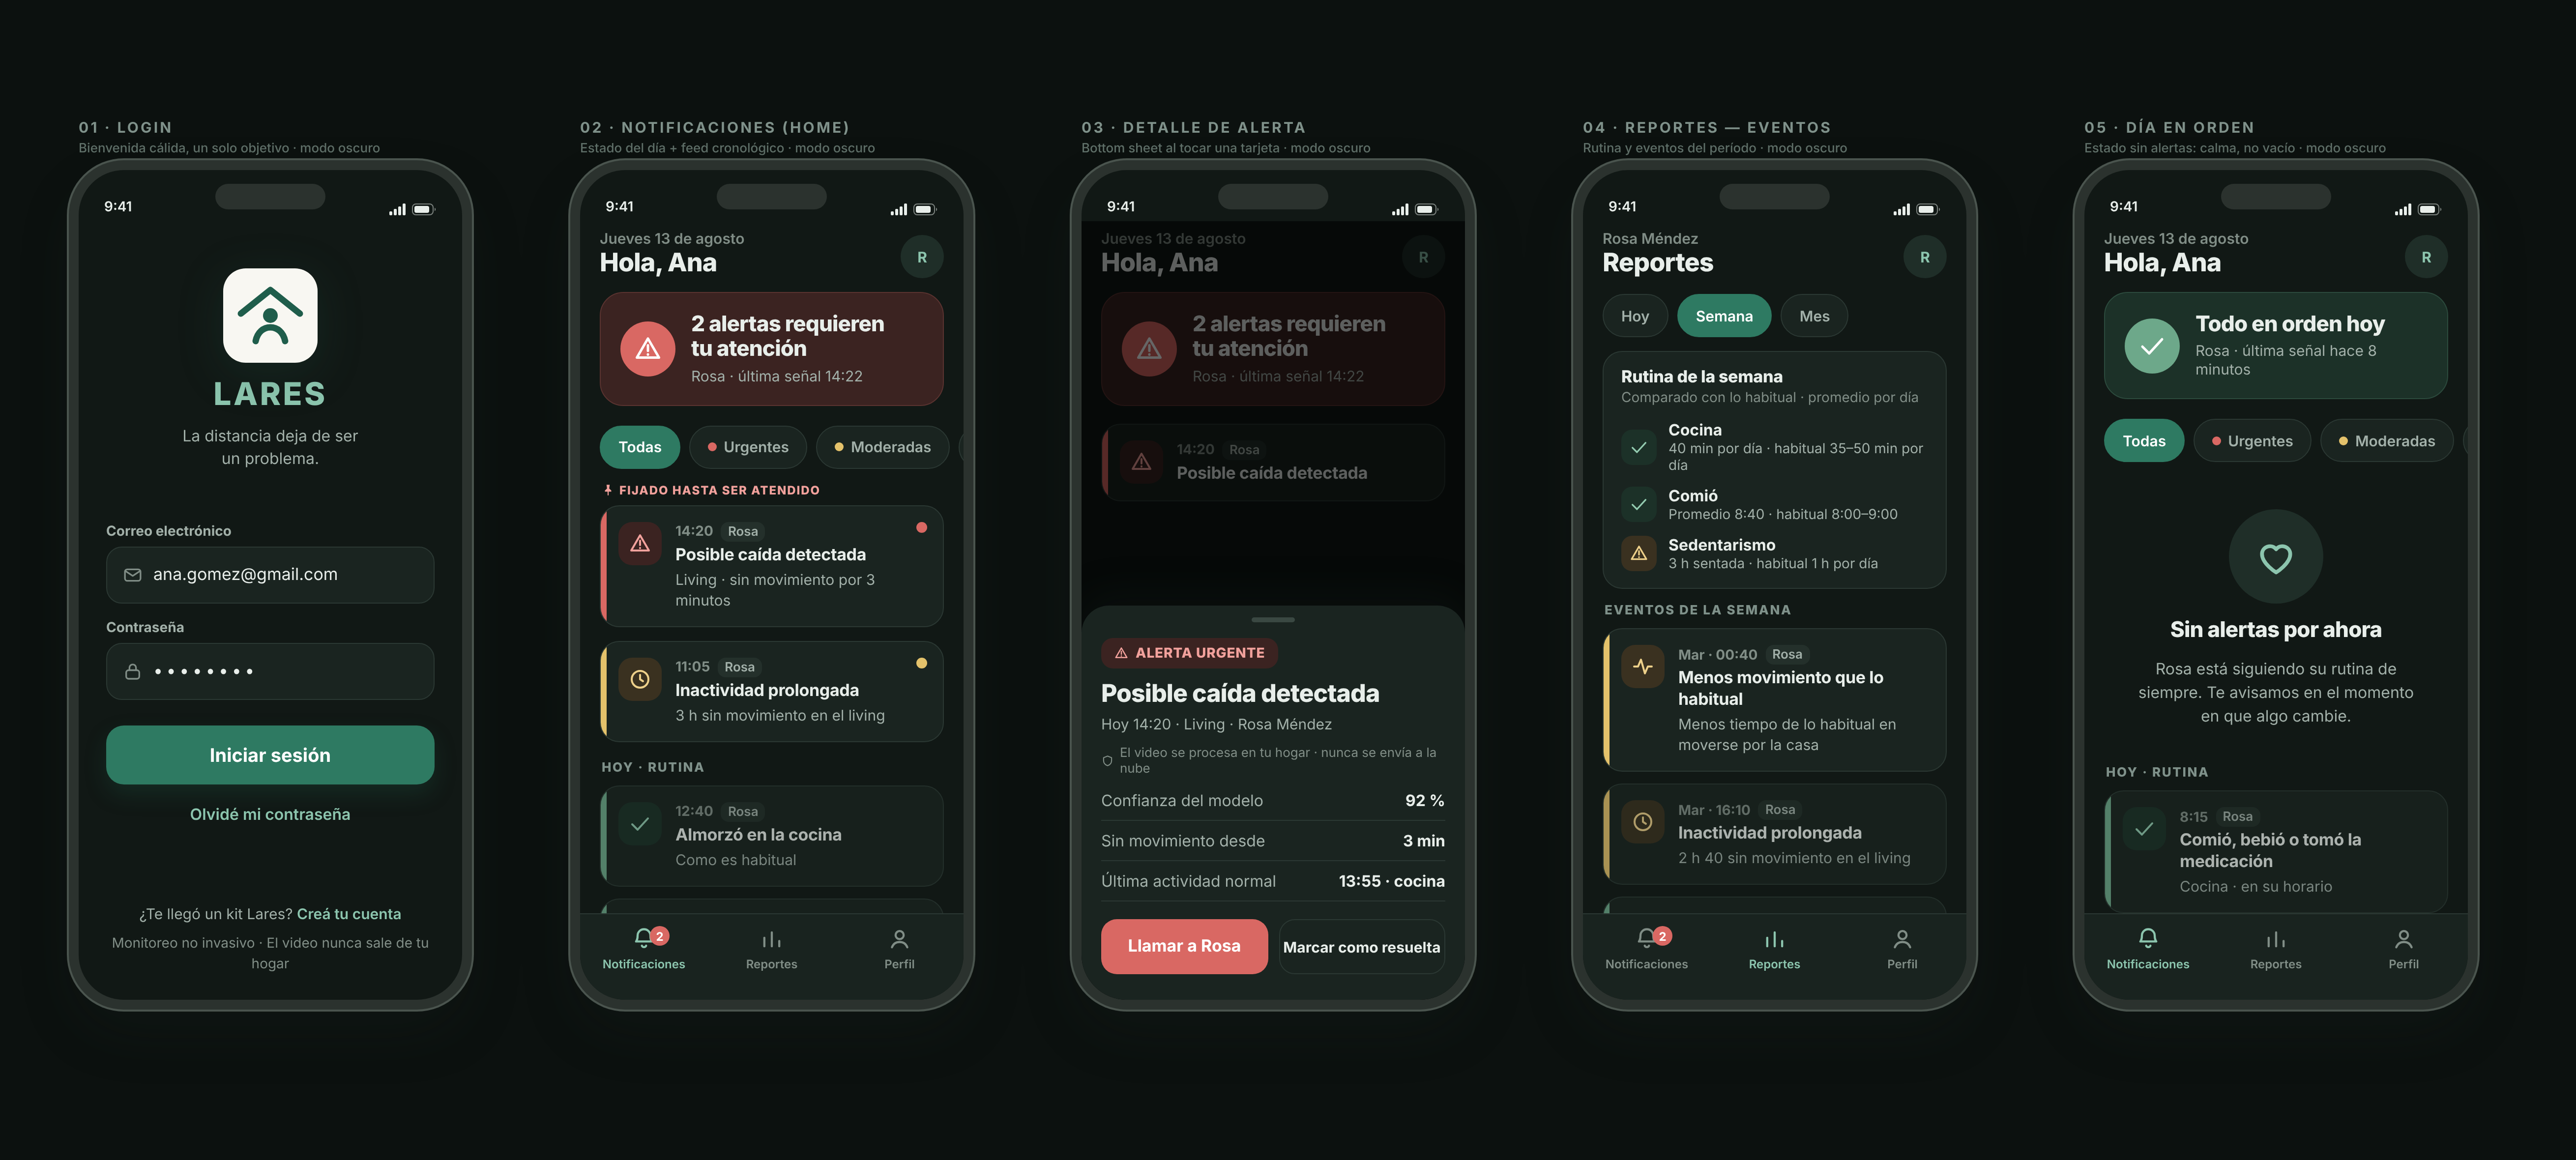 01 · LOGIN
Bienvenida cálida, un solo objetivo · modo oscuro
9:41
LARES
La distancia deja de ser
un problema.
Correo electrónico
ana.gomez@gmail.com
Contraseña
••••••••
Iniciar sesión
Olvidé mi contraseña
¿Te llegó un kit Lares? Creá tu cuenta
Monitoreo no invasivo · El video nunca sale de tu
hogar
02 · NOTIFICACIONES (HOME)
Estado del día + feed cronológico · modo oscuro
9:41
Jueves 13 de agosto
Hola, Ana
R
2 alertas requieren
tu atención
Rosa · última señal 14:22
Todas
Urgentes
Moderadas
FIJADO HASTA SER ATENDIDO
14:20 Rosa
Posible caída detectada
Living · sin movimiento por 3
minutos
11:05 Rosa
Inactividad prolongada
3 h sin movimiento en el living
HOY · RUTINA
12:40 Rosa
Almorzó en la cocina
Como es habitual
2
Notificaciones
Reportes
Perfil
03 · DETALLE DE ALERTA
Bottom sheet al tocar una tarjeta · modo oscuro
9:41
Jueves 13 de agosto
Hola, Ana
R
2 alertas requieren
tu atención
Rosa · última señal 14:22
14:20 Rosa
Posible caída detectada
ALERTA URGENTE
Posible caída detectada
Hoy 14:20 · Living · Rosa Méndez
El video se procesa en tu hogar · nunca se envía a la
nube
Confianza del modelo 92 %
Sin movimiento desde 3 min
Última actividad normal 13:55 · cocina
Llamar a Rosa
Marcar como resuelta
04 · REPORTES — EVENTOS
Rutina y eventos del período · modo oscuro
9:41
Rosa Méndez
Reportes
R
Hoy
Semana
Mes
Rutina de la semana
Comparado con lo habitual · promedio por día
Cocina
40 min por día · habitual 35–50 min por
día
Comió
Promedio 8:40 · habitual 8:00–9:00
Sedentarismo
3 h sentada · habitual 1 h por día
EVENTOS DE LA SEMANA
Mar · 00:40 Rosa
Menos movimiento que lo
habitual
Menos tiempo de lo habitual en
moverse por la casa
Mar · 16:10 Rosa
Inactividad prolongada
2 h 40 sin movimiento en el living
2
Notificaciones
Reportes
Perfil
05 · DÍA EN ORDEN
Estado sin alertas: calma, no vacío · modo oscuro
9:41
Jueves 13 de agosto
Hola, Ana
R
Todo en orden hoy
Rosa · última señal hace 8
minutos
Todas
Urgentes
Moderadas
Sin alertas por ahora
Rosa está siguiendo su rutina de
siempre. Te avisamos en el momento
en que algo cambie.
HOY · RUTINA
8:15 Rosa
Comió, bebió o tomó la
medicación
Cocina · en su horario
Notificaciones
Reportes
Perfil